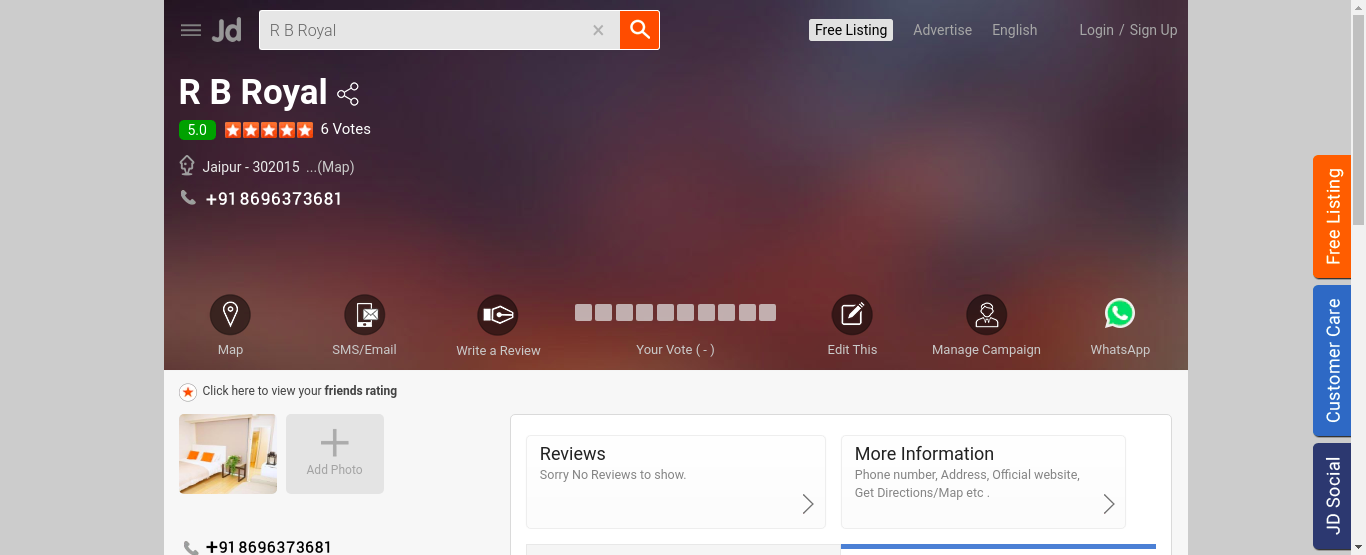 Jd
R B Royal
Free Listing
Advertise
English
Login / Sign Up
R B Royal
5.0
6 Votes
Jaipur - 302015 ...(Map)
+91 8696373681
Map
SMS/Email
Write a Review
Your Vote ( - )
Edit This
Manage Campaign
WhatsApp
Click here to view your friends rating
Add Photo
Reviews
Sorry No Reviews to show.
More Information
Phone number, Address, Official website,
Get Directions/Map etc .
+91 8696373681
Free Listing
Customer Care
JD Social